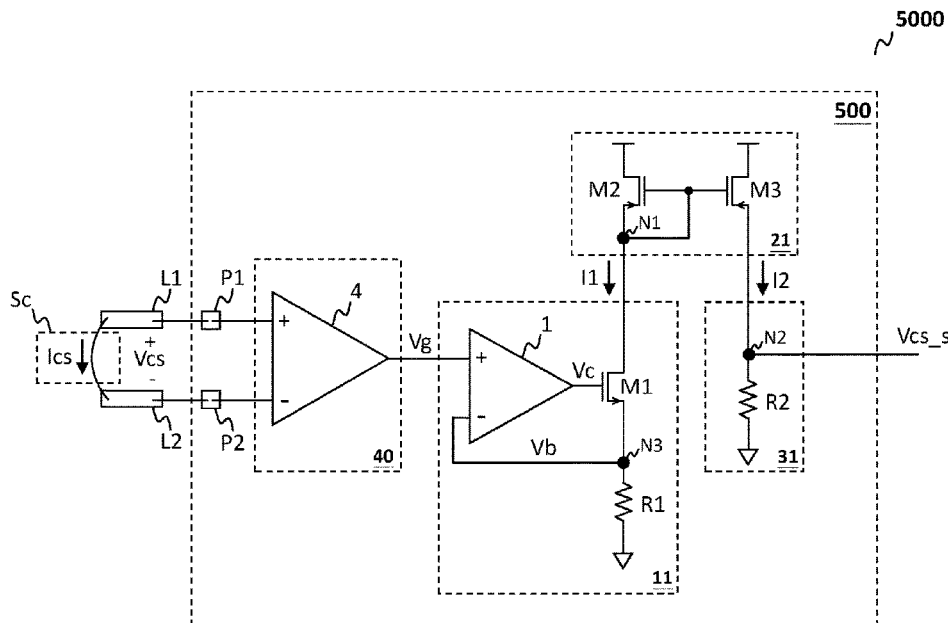 5000
500
M2
M3
N1
21
I1
I2
Sc
L1
P1
4
+
Ics
+
Vcs
-
-
L2
P2
40
Vg
1
+
-
Vc
M1
Vb
N3
R1
11
N2
Vcs_s
R2
31